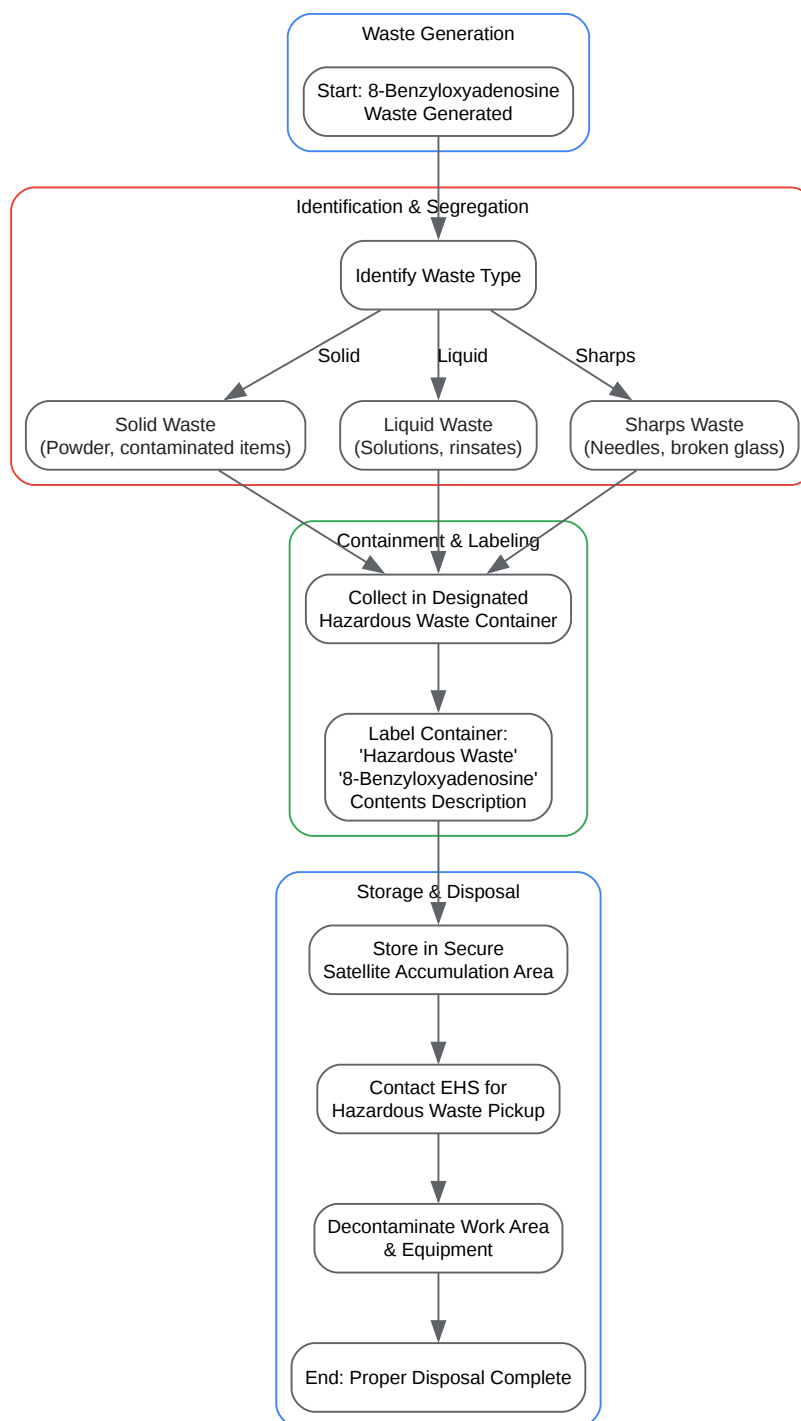 Waste Generation
Start: 8-Benzyloxyadenosine
Waste Generated
Identification & Segregation
Identify Waste Type
Solid
Liquid
Sharps
Solid Waste
(Powder, contaminated items)
Liquid Waste
(Solutions, rinsates)
Sharps Waste
(Needles, broken glass)
Containment & Labeling
Collect in Designated
Hazardous Waste Container
Label Container:
'Hazardous Waste'
'8-Benzyloxyadenosine'
Contents Description
Storage & Disposal
Store in Secure
Satellite Accumulation Area
Contact EHS for
Hazardous Waste Pickup
Decontaminate Work Area
& Equipment
End: Proper Disposal Complete